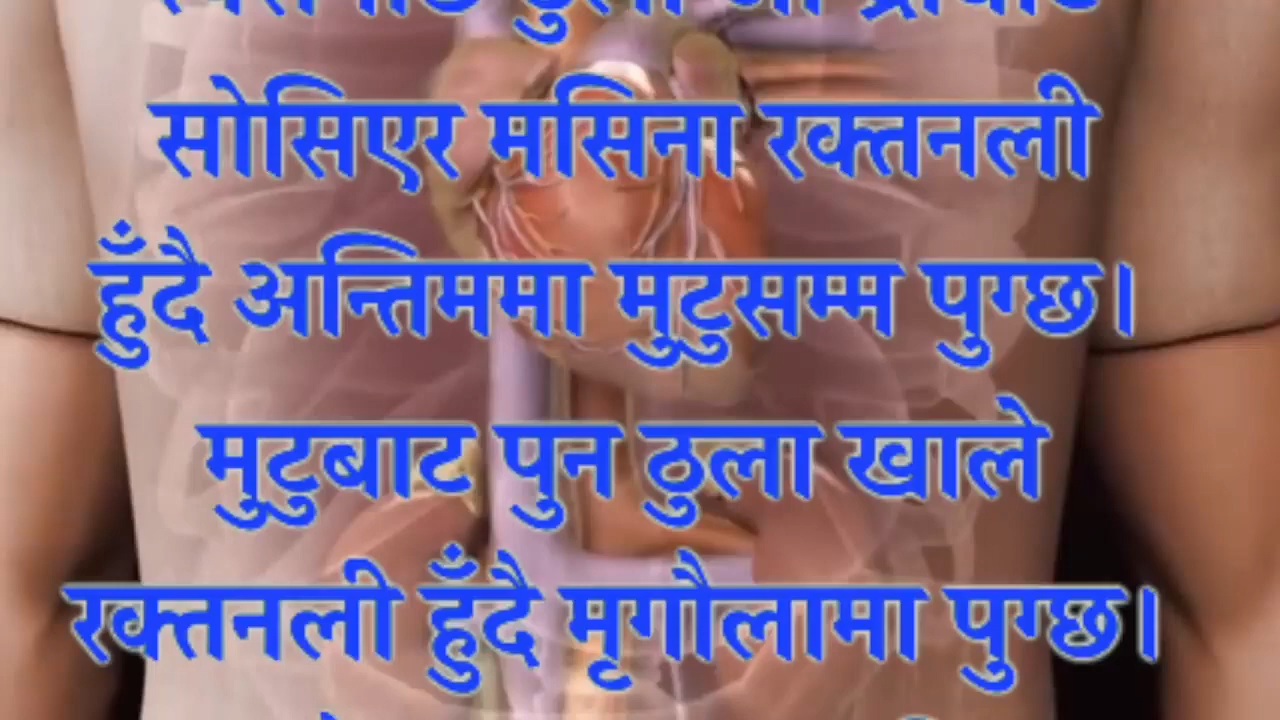 सोसिएर मसिना रक्तनली
हुँदै अन्तिममा मुटुसम्म पुग्छ।
मुटुबाट पुन ठुला खाले
रक्तनली हुँदै मृगौलामा पुग्छ।